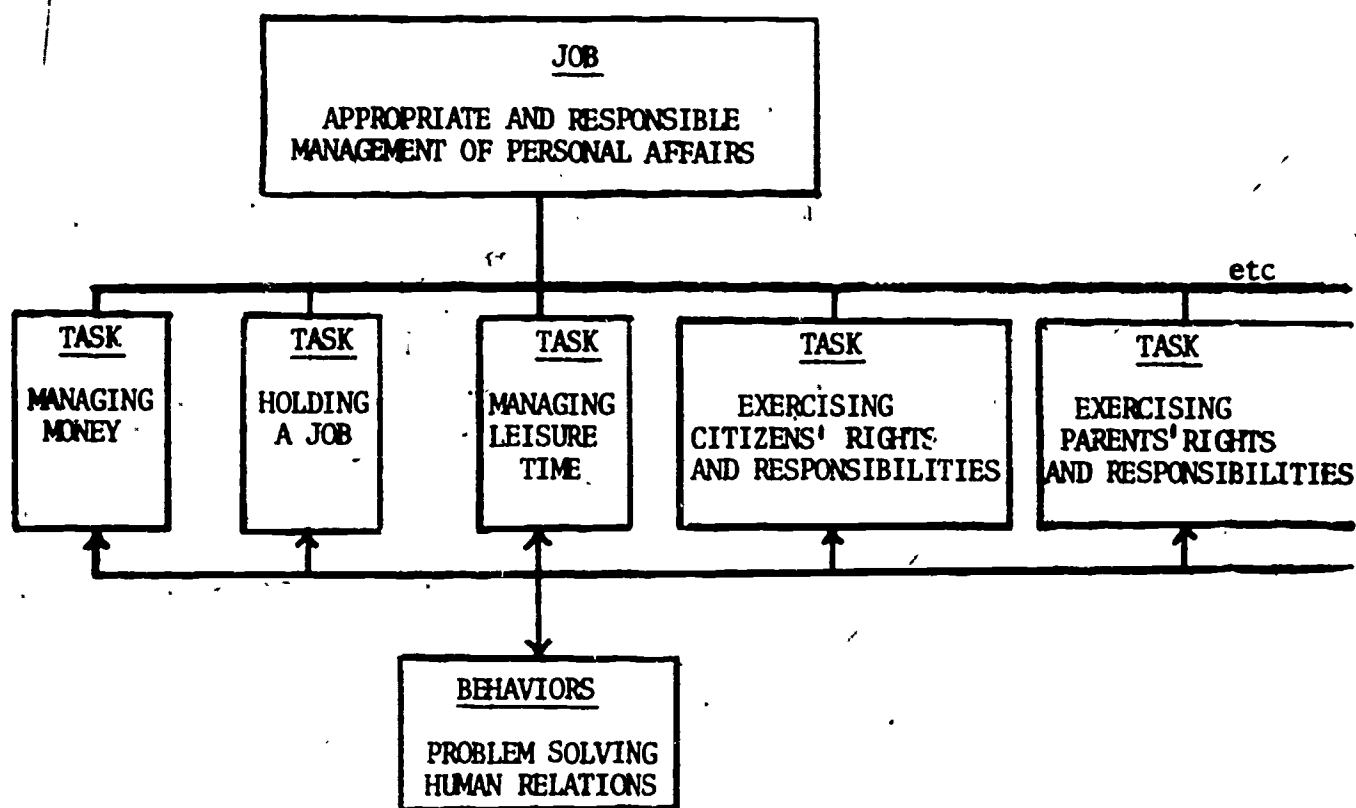 JOB
APPROPRIATE AND RESPONSIBLE
MANAGEMENT OF PERSONAL AFFAIRS
etc
TASK
MANAGING
MONEY
TASK
HOLDING
A JOB
TASK
MANAGING
LEISURE
TIME
TASK
EXERCISING
CITIZENS' RIGHTS
AND RESPONSIBILITIES
TASK
EXERCISING
PARENTS' RIGHTS
AND RESPONSIBILITIES
BEHAVIORS
PROBLEM SOLVING
HUMAN RELATIONS